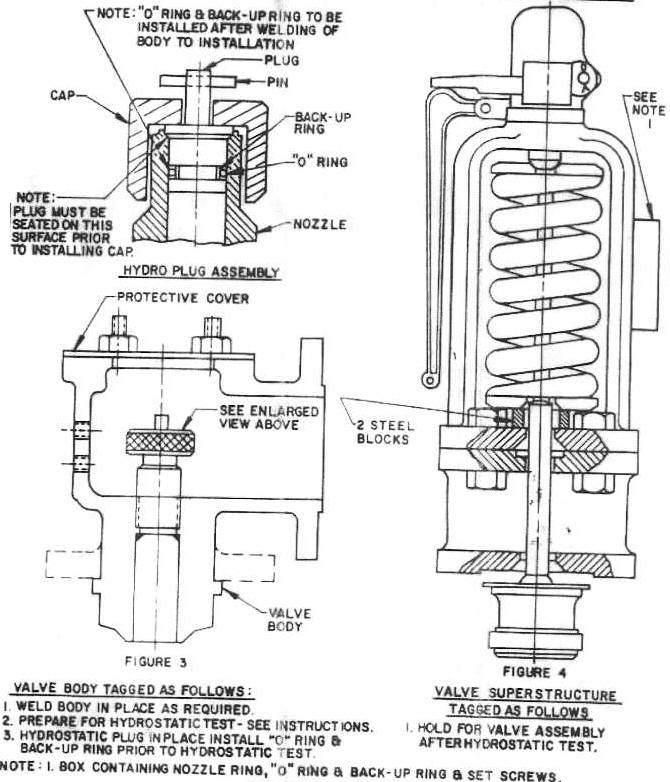 NOTE: "O" RING & BACK-UP RING TO BE
INSTALLED AFTER WELDING OF
BODY TO INSTALLATION
PLUG
PIN
CAP
BACK-UP
RING
"O" RING
NOTE:
PLUG MUST BE
SEATED ON THIS
SURFACE PRIOR
TO INSTALLING CAP.
NOZZLE
HYDRO PLUG ASSEMBLY
PROTECTIVE COVER
SEE ENLARGED
VIEW ABOVE
VALVE
BODY
FIGURE 3
VALVE BODY TAGGED AS FOLLOWS:
1. WELD BODY IN PLACE AS REQUIRED.
2. PREPARE FOR HYDROSTATIC TEST - SEE INSTRUCTIONS.
3. HYDROSTATIC PLUG IN PLACE INSTALL "O" RING &
BACK-UP RING PRIOR TO HYDROSTATIC TEST.
SEE
NOTE
1
2 STEEL
BLOCKS
FIGURE 4
VALVE SUPERSTRUCTURE
TAGGED AS FOLLOWS
1. HOLD FOR VALVE ASSEMBLY
AFTER HYDROSTATIC TEST.
NOTE: 1. BOX CONTAINING NOZZLE RING, "O" RING & BACK-UP RING & SET SCREWS.